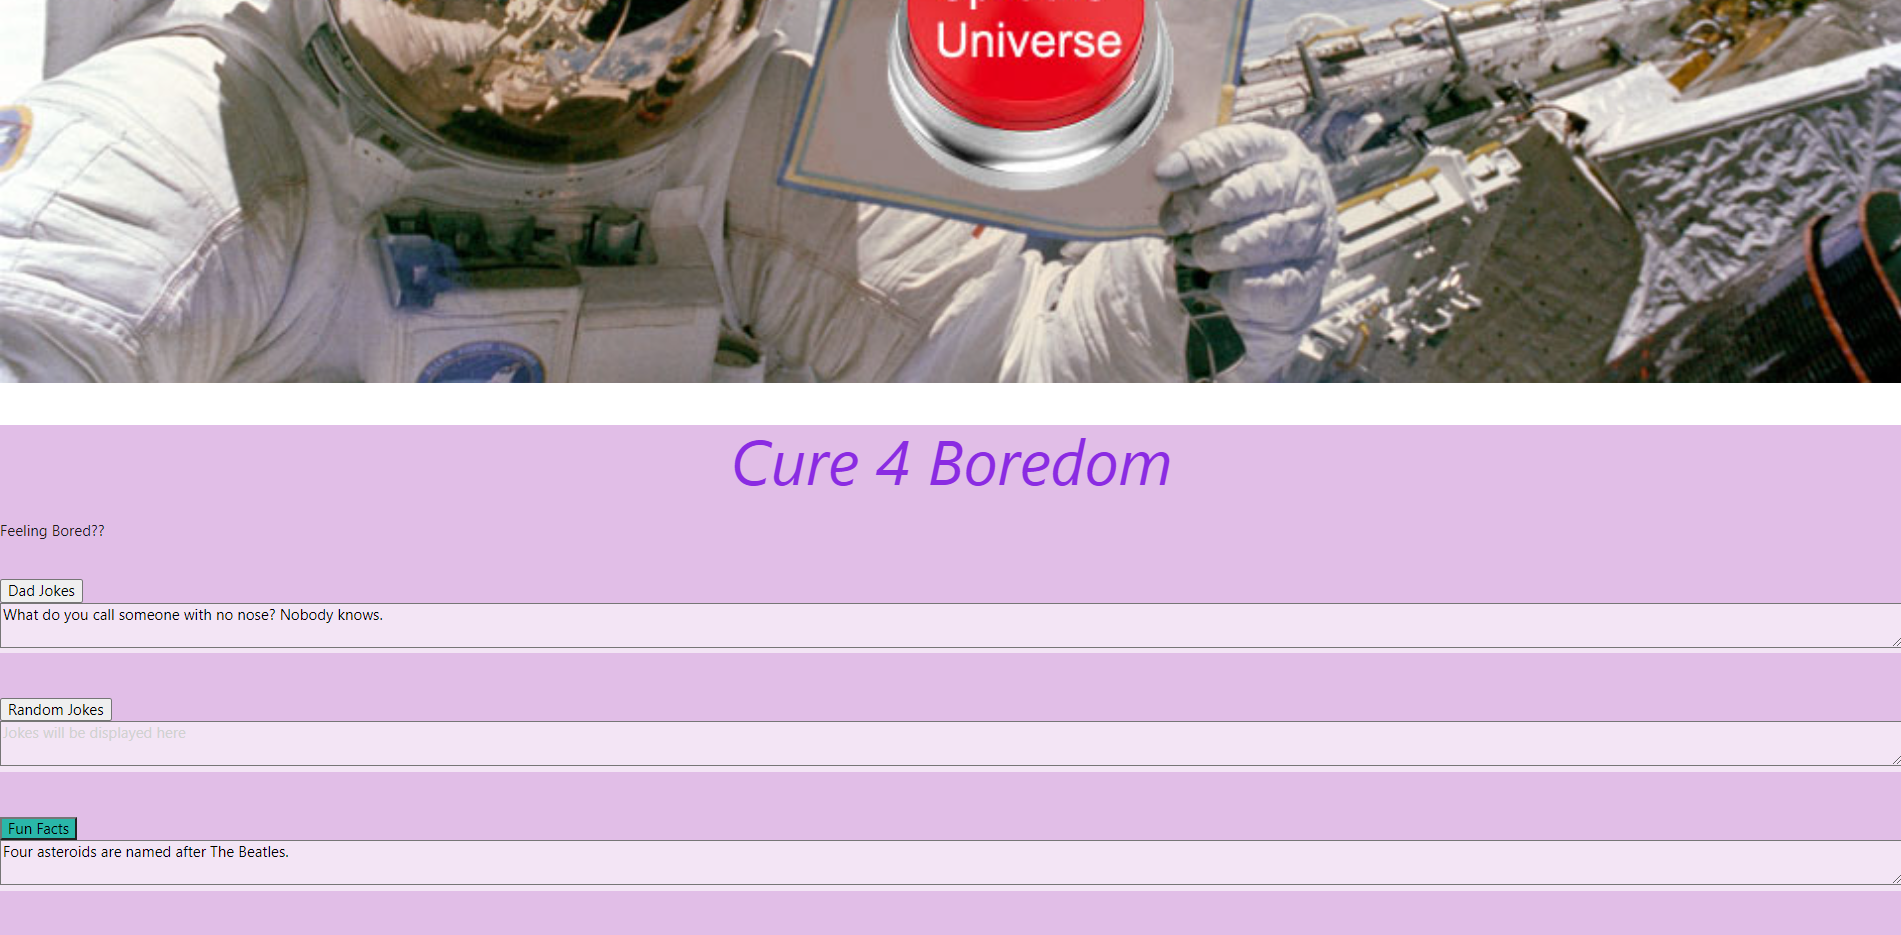 Universe
Cure 4 Boredom
Feeling Bored??
Dad Jokes
What do you call someone with no nose? Nobody knows.
Random Jokes
Jokes will be displayed here
Fun Facts
Four asteroids are named after The Beatles.